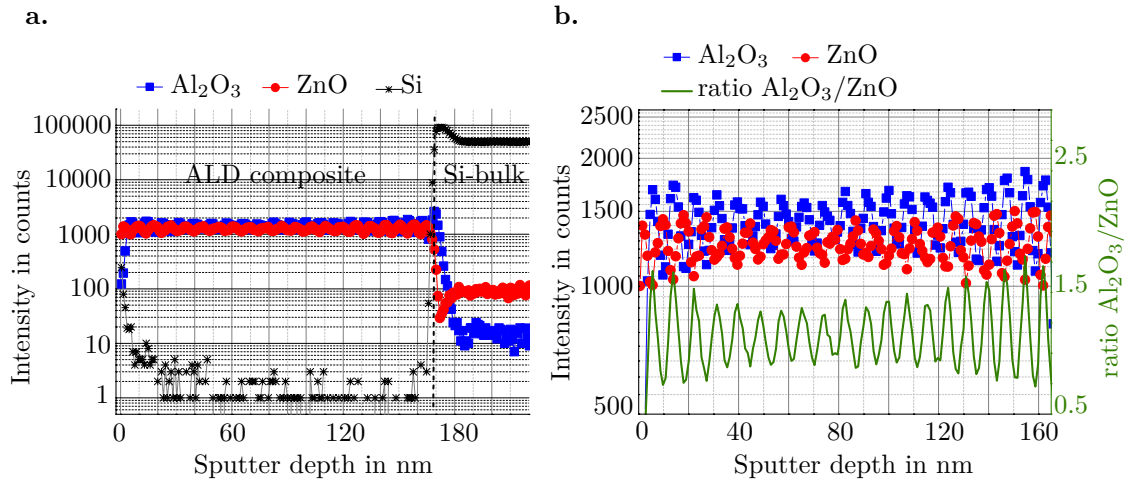 a.
Al₂O₃ ZnO Si
100000
10000
1000
100
10
1
Intensity in counts
ALD composite
Si-bulk
0 60 120 180
Sputter depth in nm
b.
Al₂O₃ ZnO
ratio Al₂O₃/ZnO
2500
2000
1500
1000
500
Intensity in counts
2.5
1.5
0.5
ratio Al₂O₃/ZnO
0 40 80 120 160
Sputter depth in nm